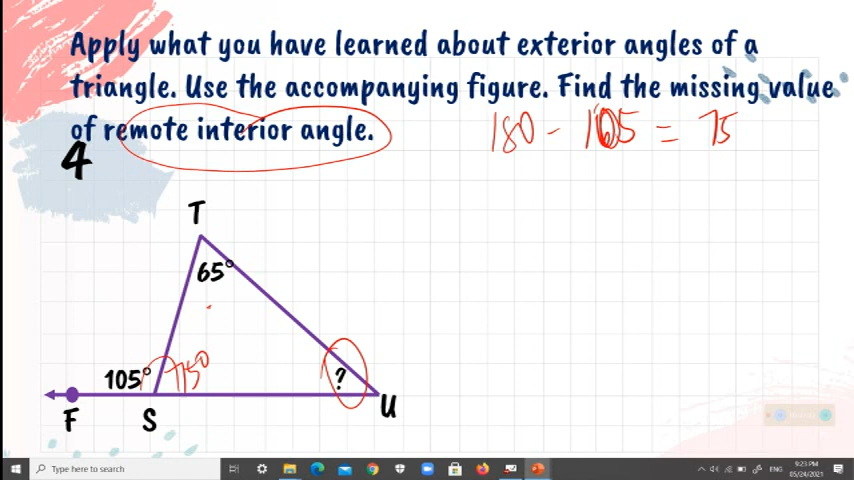 Apply what you have learned about exterior angles of a
triangle. Use the accompanying figure. Find the missing value
of remote interior angle.
180 - 105 = 75
4
T
65°
105°
75°
?
F
S
U
Type here to search
ENG
9:23 PM
05/24/2021